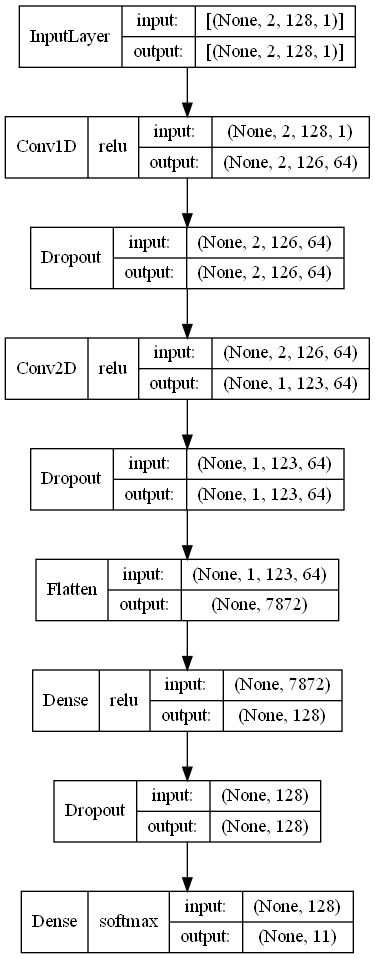 InputLayer input: [(None, 2, 128, 1)]
output: [(None, 2, 128, 1)]
Conv1D relu input: (None, 2, 128, 1)
output: (None, 2, 126, 64)
Dropout input: (None, 2, 126, 64)
output: (None, 2, 126, 64)
Conv2D relu input: (None, 2, 126, 64)
output: (None, 1, 123, 64)
Dropout input: (None, 1, 123, 64)
output: (None, 1, 123, 64)
Flatten input: (None, 1, 123, 64)
output: (None, 7872)
Dense relu input: (None, 7872)
output: (None, 128)
Dropout input: (None, 128)
output: (None, 128)
Dense softmax input: (None, 128)
output: (None, 11)